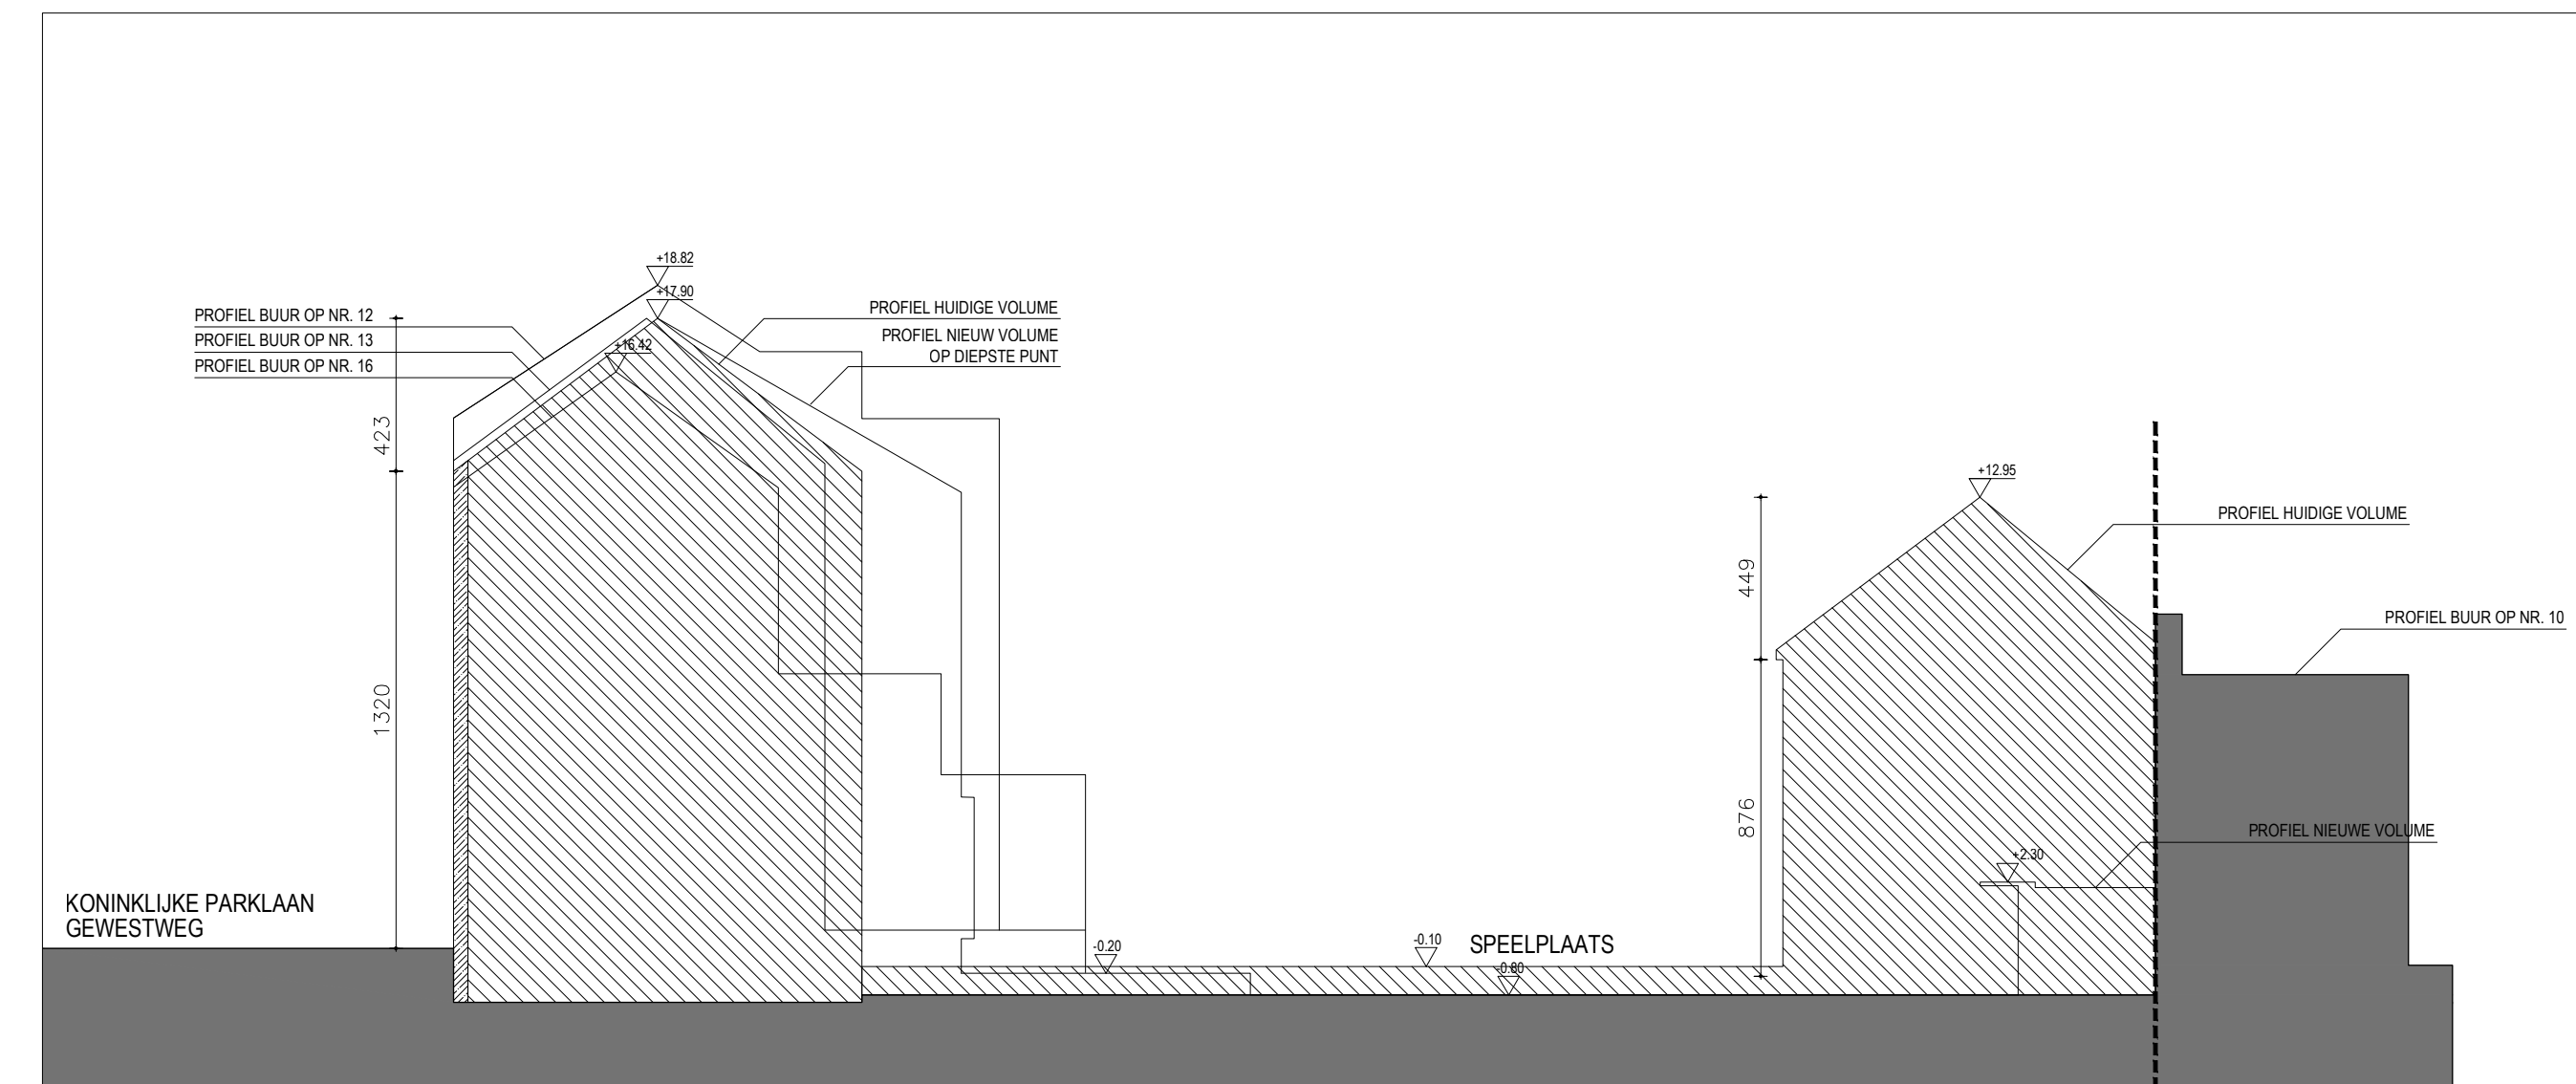 +18.82
+17.90
PROFIEL HUIDIGE VOLUME
PROFIEL BUUR OP NR. 12
PROFIEL NIEUW VOLUME
OP DIEPSTE PUNT
PROFIEL BUUR OP NR. 13
+16.42
PROFIEL BUUR OP NR. 16
423
1320
KONINKLIJKE PARKLAAN
GEWESTWEG
-0.20
-0.10
SPEELPLAATS
-0.80
+12.95
449
876
PROFIEL HUIDIGE VOLUME
PROFIEL BUUR OP NR. 10
PROFIEL NIEUWE VOLUME
+2.30